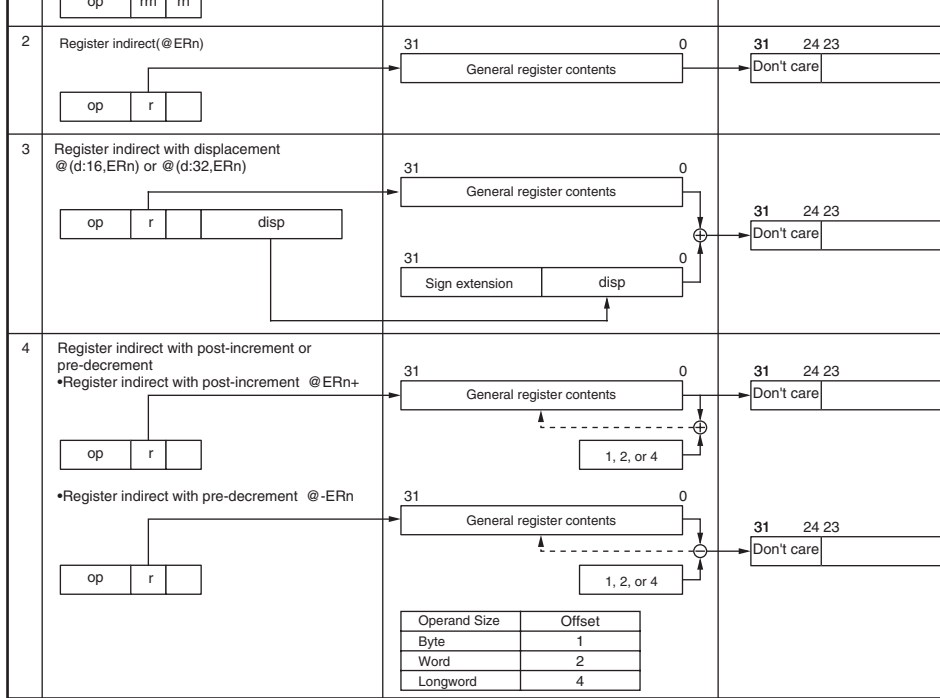 op rm rn
2 Register indirect(@ERn)
31 0
General register contents
31 24 23
Don't care
op r
3 Register indirect with displacement
@(d:16,ERn) or @(d:32,ERn)
31 0
General register contents
op r disp
31 24 23
Don't care
31 0
Sign extension disp
4 Register indirect with post-increment or
pre-decrement
•Register indirect with post-increment @ERn+
31 0
General register contents
31 24 23
Don't care
op r
1, 2, or 4
•Register indirect with pre-decrement @-ERn
31 0
General register contents
31 24 23
Don't care
op r
1, 2, or 4
Operand Size Offset
Byte 1
Word 2
Longword 4